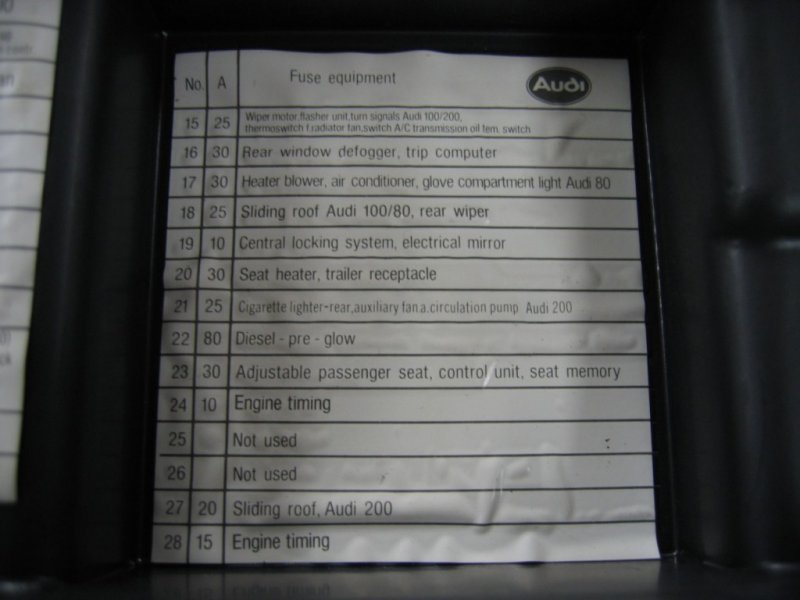 No. A Fuse equipment Audi
15 25 Wiper motor,flasher unit,turn signals Audi 100/200,
thermoswitch f.radiator fan,switch A/C transmission oil tem. switch
16 30 Rear window defogger, trip computer
17 30 Heater blower, air conditioner, glove compartment light Audi 80
18 25 Sliding roof Audi 100/80, rear wiper
19 10 Central locking system, electrical mirror
20 30 Seat heater, trailer receptacle
21 25 Cigarette lighter-rear,auxiliary fan a.circulation pump Audi 200
22 80 Diesel - pre - glow
23 30 Adjustable passenger seat, control unit, seat memory
24 10 Engine timing
25 Not used
26 Not used
27 20 Sliding roof, Audi 200
28 15 Engine timing